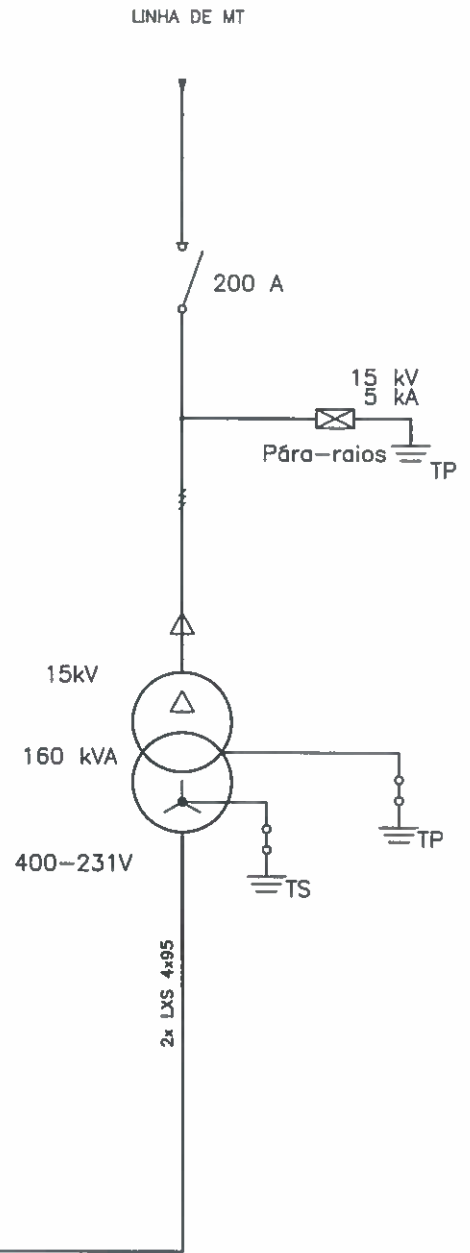 LINHA DE MT
200 A
15 kV
5 kA
Pára-raios
TP
15kV
160 kVA
TP
400-231V
TS
2x LXS 4x95